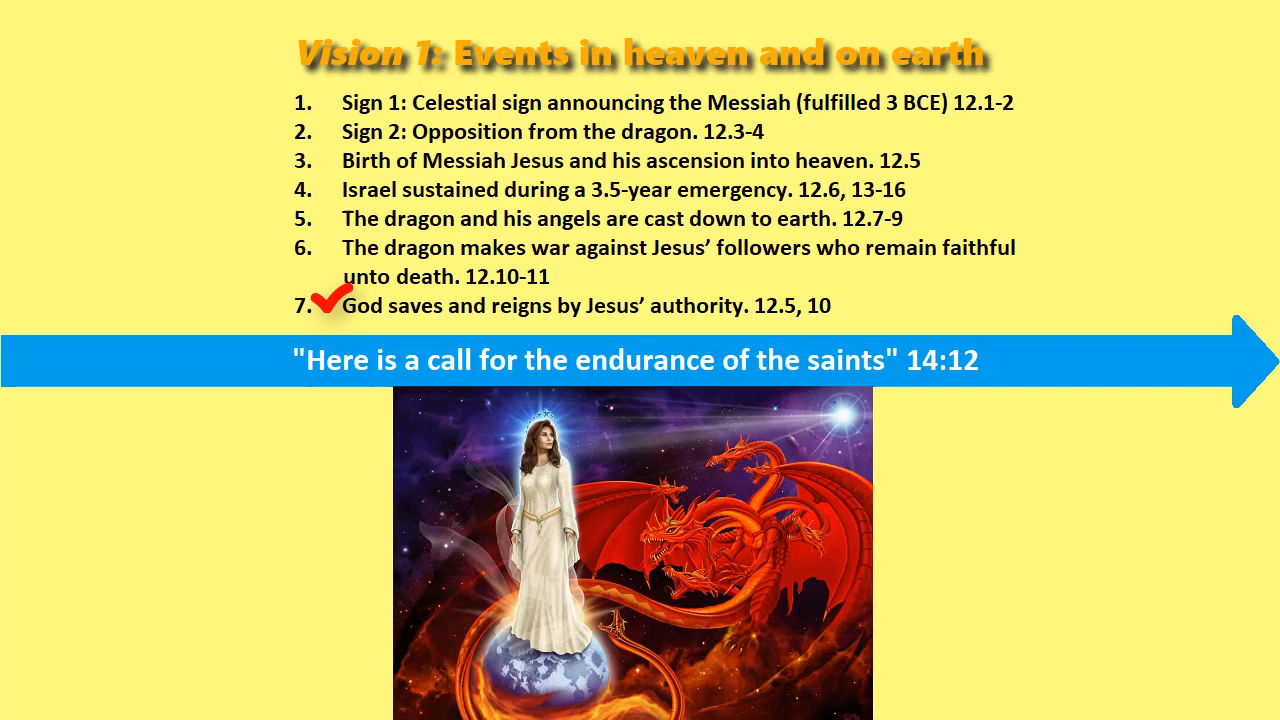 Vision 1: Events in heaven and on earth
1. Sign 1: Celestial sign announcing the Messiah (fulfilled 3 BCE) 12.1-2
2. Sign 2: Opposition from the dragon. 12.3-4
3. Birth of Messiah Jesus and his ascension into heaven. 12.5
4. Israel sustained during a 3.5-year emergency. 12.6, 13-16
5. The dragon and his angels are cast down to earth. 12.7-9
6. The dragon makes war against Jesus’ followers who remain faithful
unto death. 12.10-11
7. God saves and reigns by Jesus’ authority. 12.5, 10
"Here is a call for the endurance of the saints" 14:12